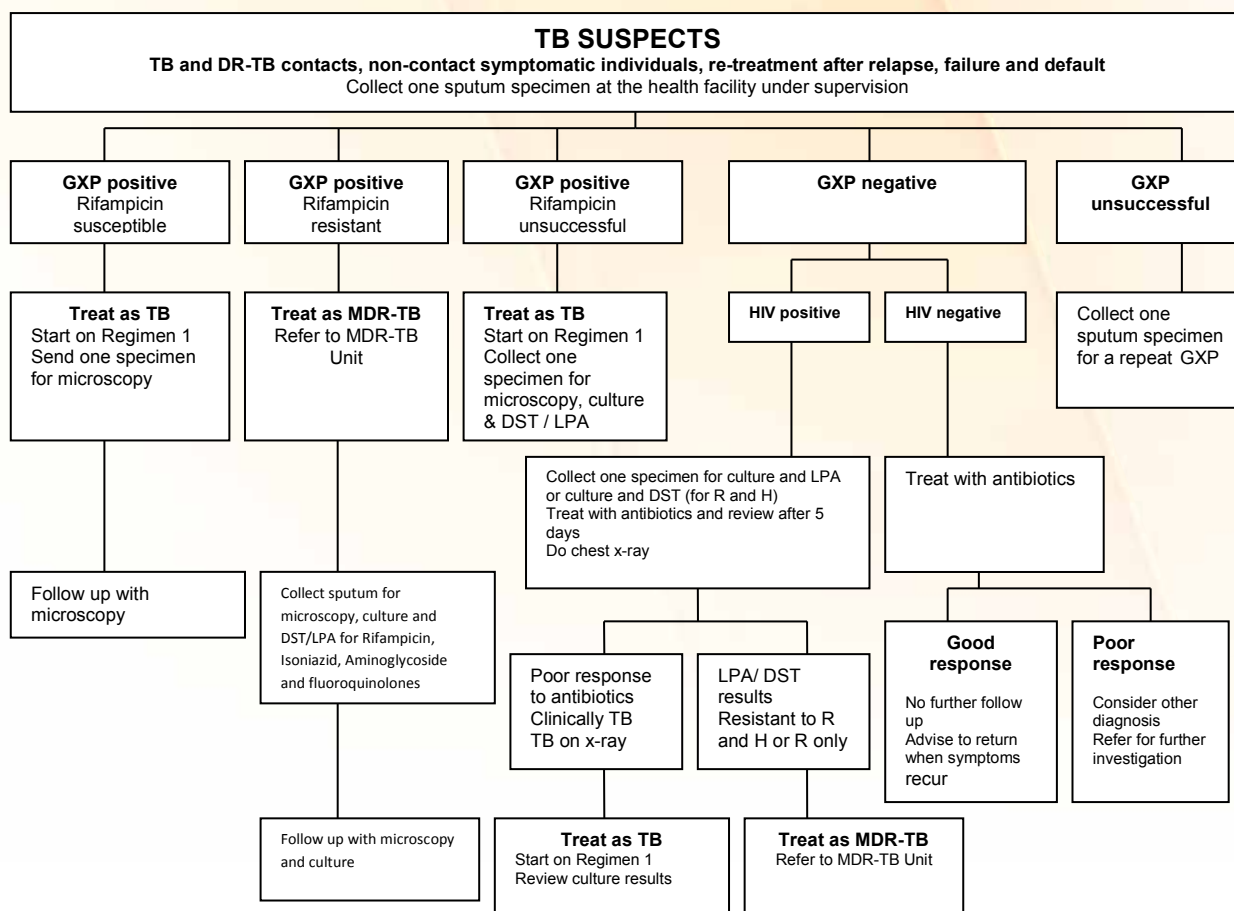 TB SUSPECTS
TB and DR-TB contacts, non-contact symptomatic individuals, re-treatment after relapse, failure and default
Collect one sputum specimen at the health facility under supervision
GXP positive
Rifampicin
susceptible
GXP positive
Rifampicin
resistant
GXP positive
Rifampicin
unsuccessful
GXP negative
GXP
unsuccessful
Treat as TB
Start on Regimen 1
Send one specimen
for microscopy
Treat as MDR-TB
Refer to MDR-TB
Unit
Treat as TB
Start on Regimen 1
Collect one
specimen for
microscopy, culture
& DST / LPA
HIV positive
HIV negative
Collect one
sputum specimen
for a repeat GXP
Collect one specimen for culture and LPA
or culture and DST (for R and H)
Treat with antibiotics and review after 5
days
Do chest x-ray
Treat with antibiotics
Follow up with
microscopy
Collect sputum for
microscopy, culture and
DST/LPA for Rifampicin,
Isoniazid, Aminoglycoside
and fluoroquinolones
Poor response
to antibiotics
Clinically TB
TB on x-ray
LPA/ DST
results
Resistant to R
and H or R only
Good
response
No further follow
up
Advise to return
when symptoms
recur
Poor
response
Consider other
diagnosis
Refer for further
investigation
Follow up with microscopy
and culture
Treat as TB
Start on Regimen 1
Review culture results
Treat as MDR-TB
Refer to MDR-TB Unit